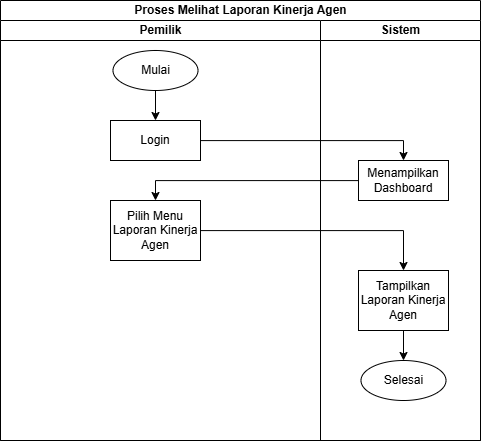 Proses Melihat Laporan Kinerja Agen
Pemilik
Sistem
Mulai
Login
Menampilkan
Dashboard
Pilih Menu
Laporan Kinerja
Agen
Tampilkan
Laporan Kinerja
Agen
Selesai